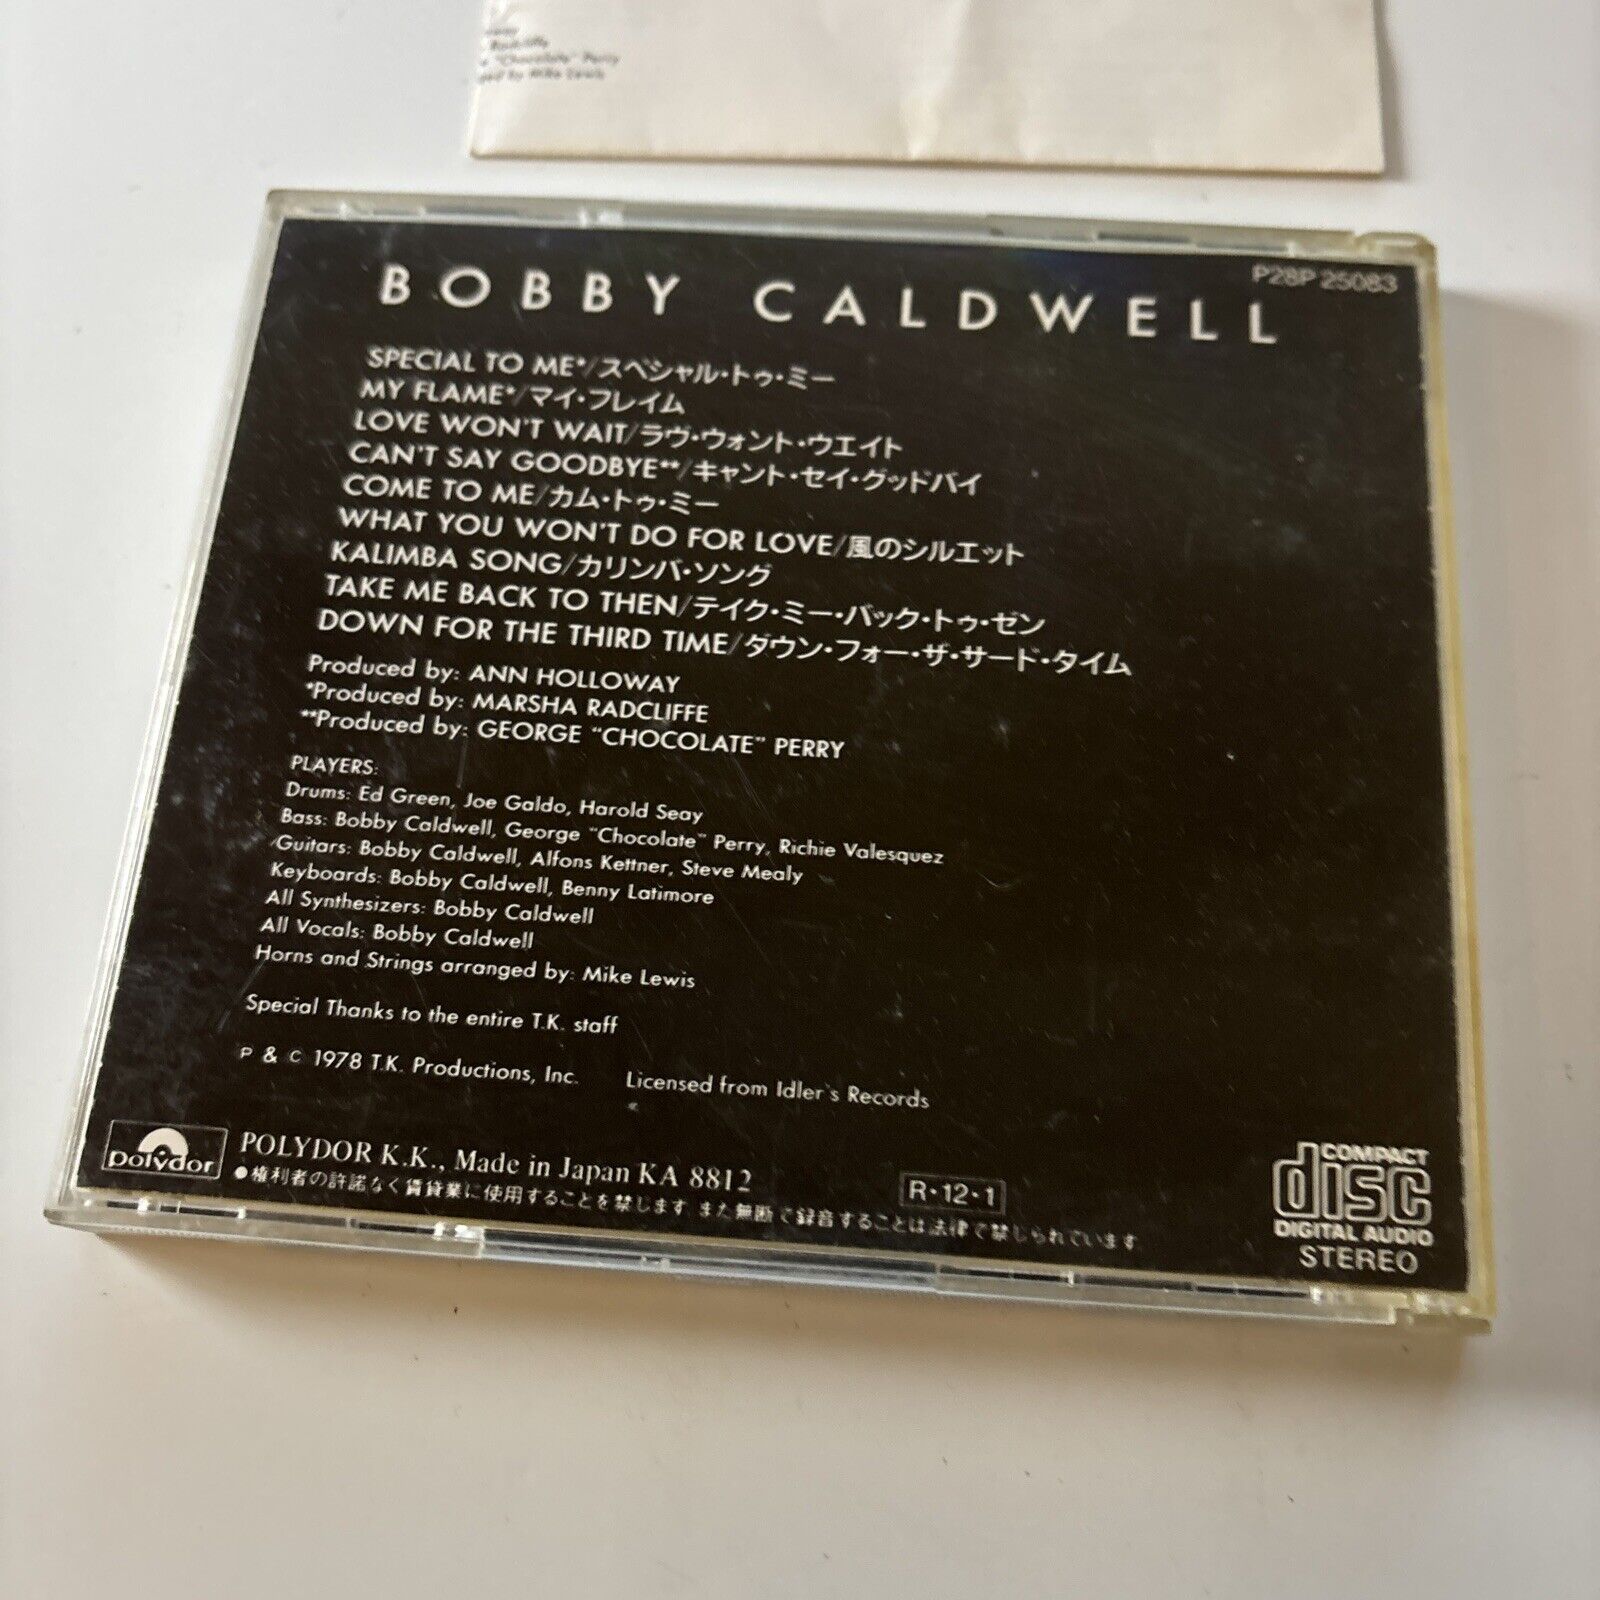 Radcliffe
"Chocolate" Perry
by Mike Lewis
BOBBY CALDWELL
P28P 25083
SPECIAL TO ME*/スペシャル・トゥ・ミー
MY FLAME*/マイ・フレイム
LOVE WON'T WAIT/ラヴ・ウォント・ウエイト
CAN'T SAY GOODBYE**/キャント・セイ・グッドバイ
COME TO ME/カム・トゥ・ミー
WHAT YOU WON'T DO FOR LOVE/風のシルエット
KALIMBA SONG/カリンバ・ソング
TAKE ME BACK TO THEN/テイク・ミー・バック・トゥ・ゼン
DOWN FOR THE THIRD TIME/ダウン・フォー・ザ・サード・タイム
Produced by: ANN HOLLOWAY
*Produced by: MARSHA RADCLIFFE
**Produced by: GEORGE "CHOCOLATE" PERRY
PLAYERS:
Drums: Ed Green, Joe Galdo, Harold Seay
Bass: Bobby Caldwell, George "Chocolate" Perry, Richie Valesquez
Guitars: Bobby Caldwell, Alfons Kettner, Steve Mealy
Keyboards: Bobby Caldwell, Benny Latimore
All Synthesizers: Bobby Caldwell
All Vocals: Bobby Caldwell
Horns and Strings arranged by: Mike Lewis
Special Thanks to the entire T.K. staff
P & C 1978 T.K. Productions, Inc. Licensed from Idler's Records
polydor
POLYDOR K.K., Made in Japan KA 8812
●権利者の許諾なく賃貸業に使用することを禁じます。また無断で録音することは法律で禁じられています。
R・12・1
COMPACT
disc
DIGITAL AUDIO
STEREO